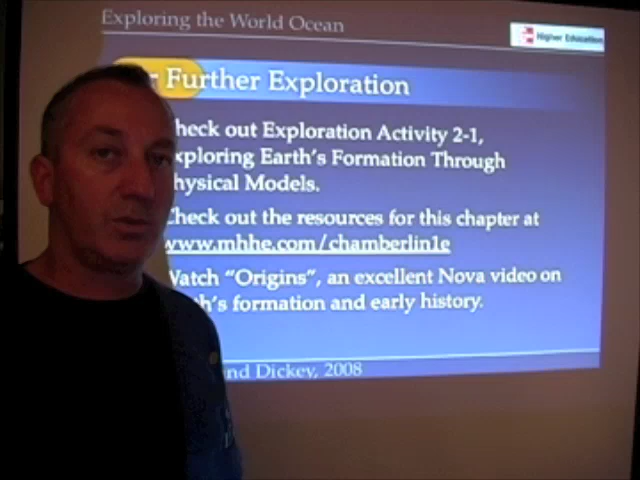 Exploring the World Ocean
Higher Education
r Further Exploration
heck out Exploration Activity 2-1,
xploring Earth's Formation Through
hysical Models.
Check out the resources for this chapter at
www.mhhe.com/chamberlin1e
Watch "Origins", an excellent Nova video on
h's formation and early history.
nd Dickey, 2008